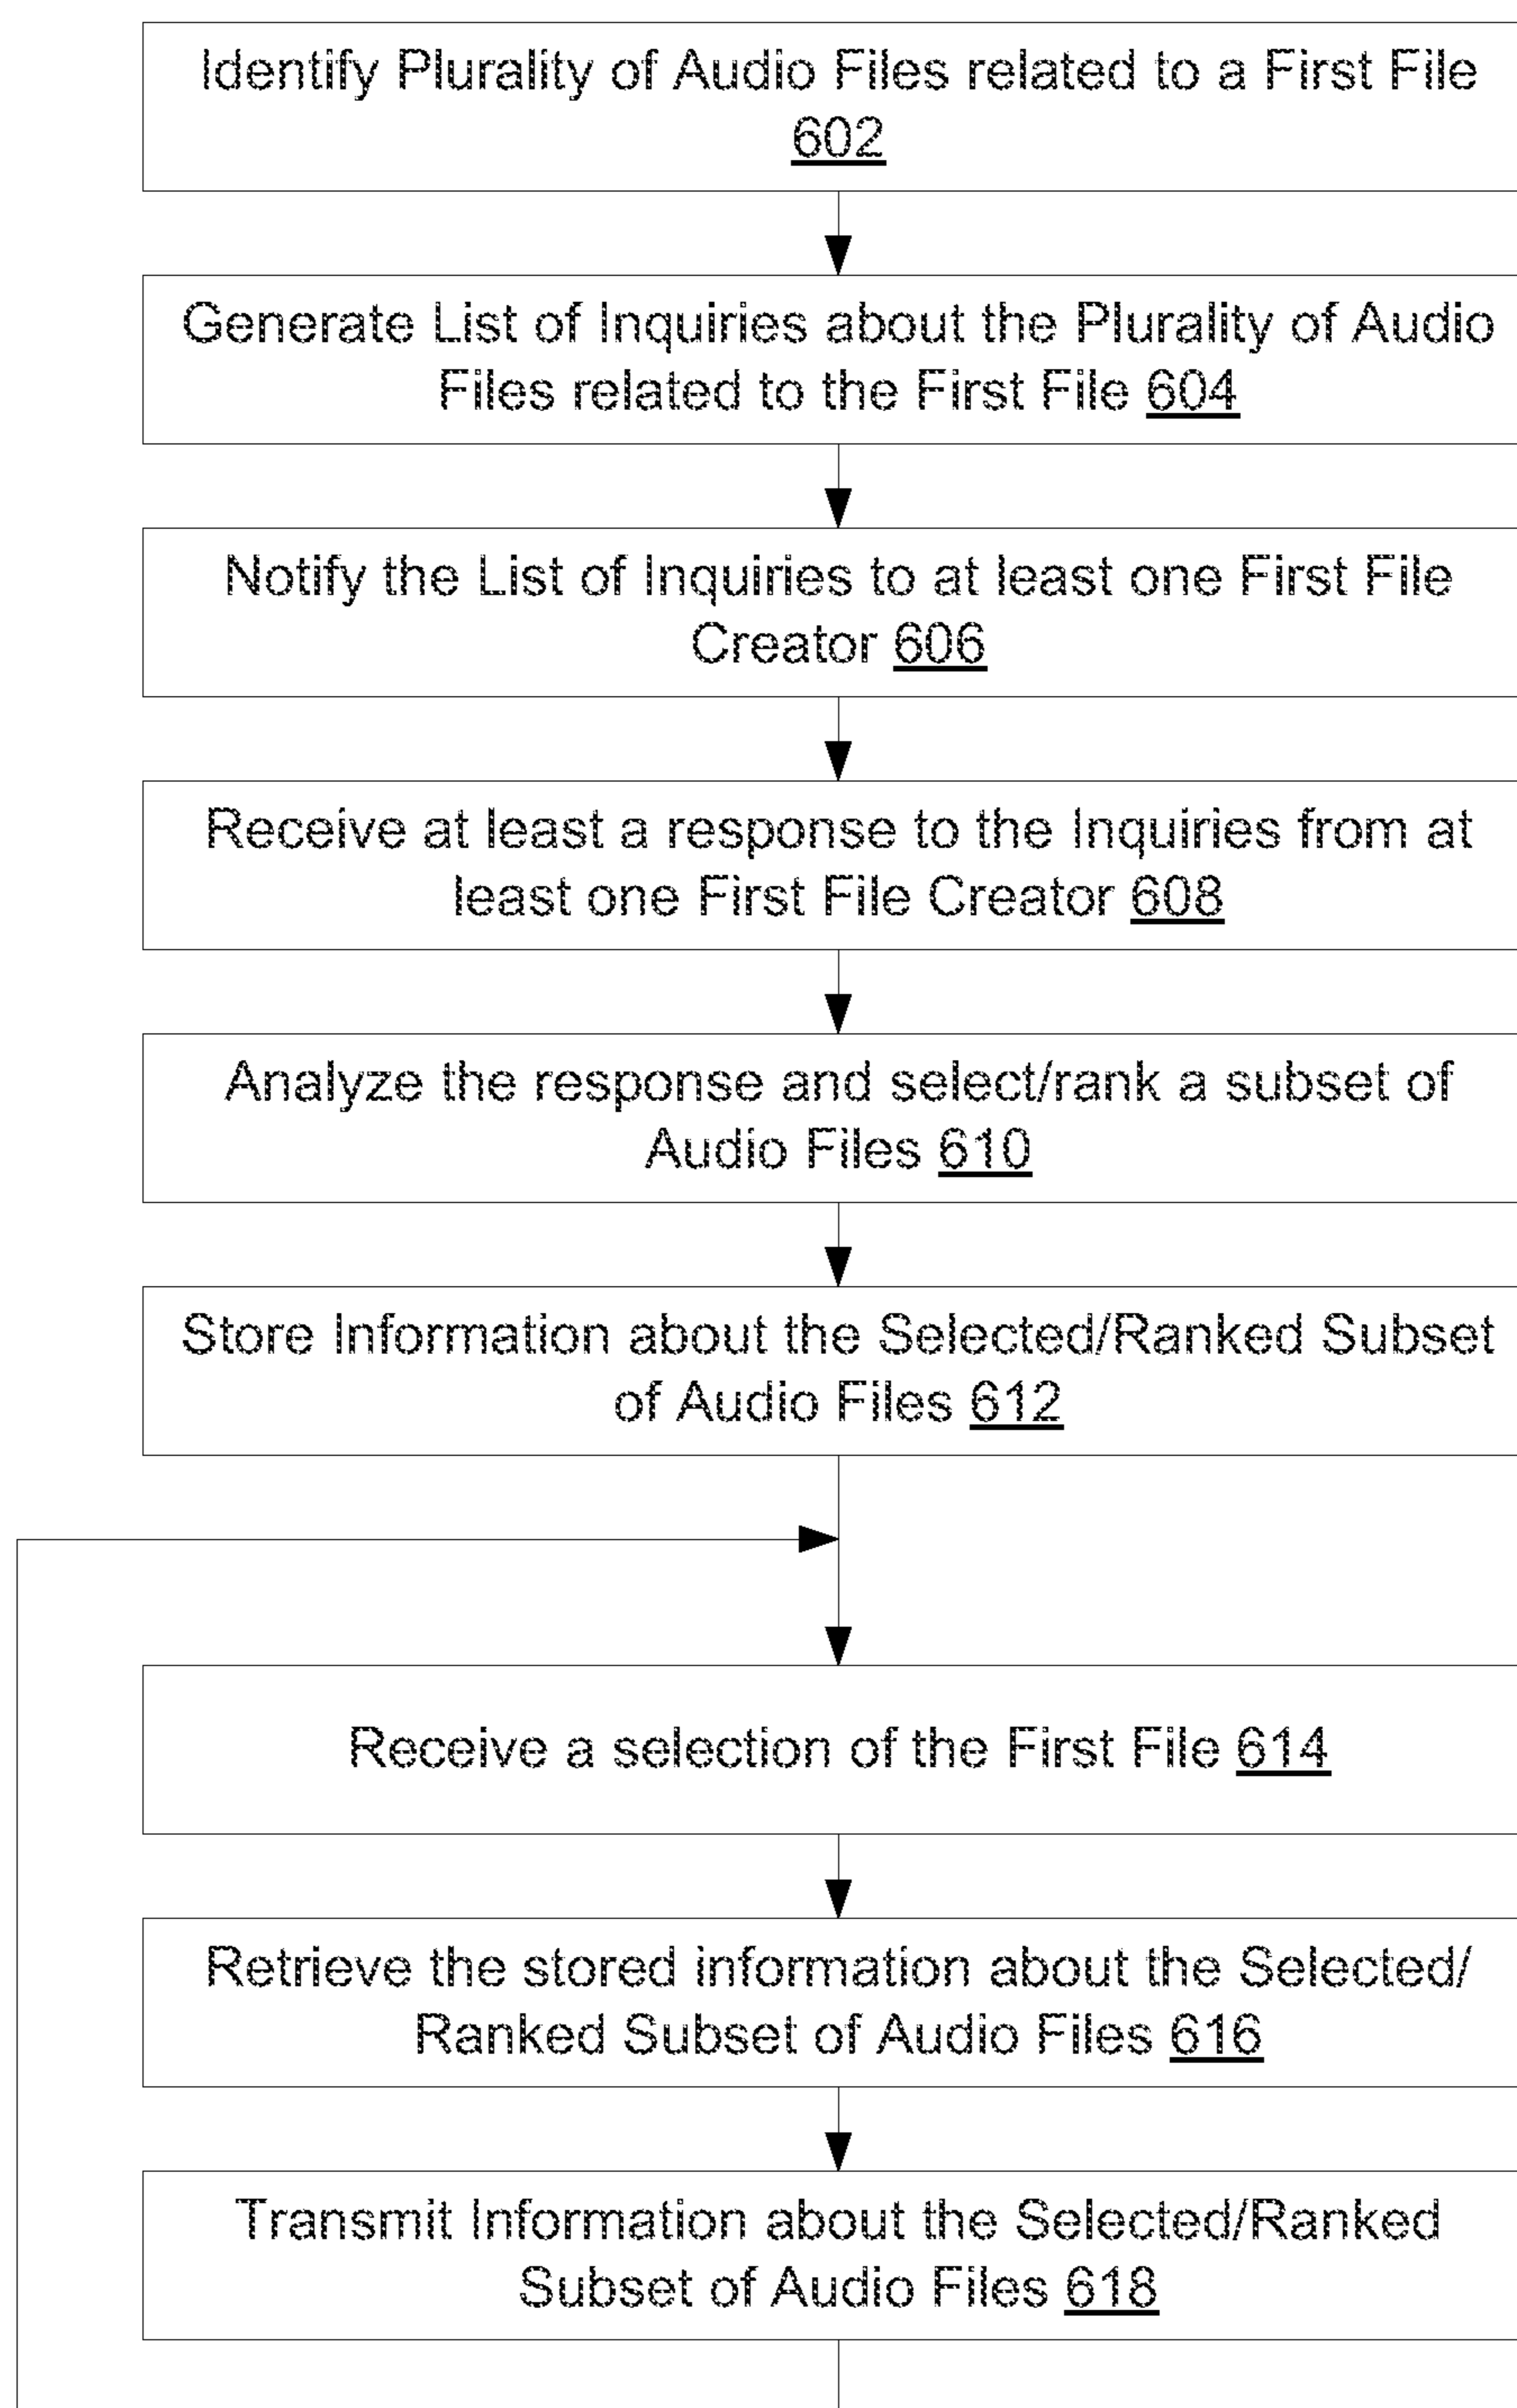 Identify Plurality of Audio Files related to a First File
602
Generate List of Inquiries about the Plurality of Audio
Files related to the First File 604
Notify the List of Inquiries to at least one First File
Creator 606
Receive at least a response to the Inquiries from at
least one First File Creator 608
Analyze the response and select/rank a subset of
Audio Files 610
Store Information about the Selected/Ranked Subset
of Audio Files 612
Receive a selection of the First File 614
Retrieve the stored information about the Selected/
Ranked Subset of Audio Files 616
Transmit Information about the Selected/Ranked
Subset of Audio Files 618